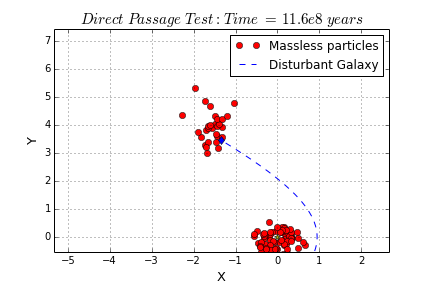 Direct Passage Test: Time = 11.6e8 years
Massless particles
Disturbant Galaxy
7
6
5
4
3
2
1
0
Y
−5 −4 −3 −2 −1 0 1 2
X